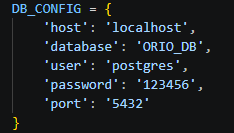 DB_CONFIG = {
    'host': 'localhost',
    'database': 'ORIO_DB',
    'user': 'postgres',
    'password': '123456',
    'port': '5432'
}